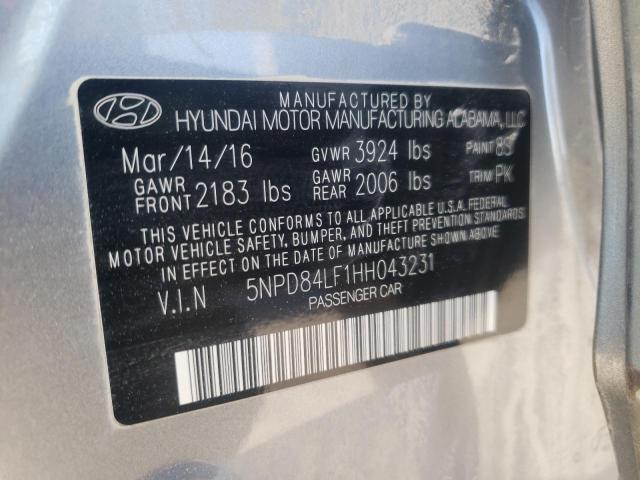 MANUFACTURED BY
HYUNDAI MOTOR MANUFACTURING ALABAMA, LLC
Mar/14/16 GVWR 3924 lbs PAINT
GAWR FRONT 2183 lbs GAWR REAR 2006 lbs TRIM PK
THIS VEHICLE CONFORMS TO ALL APPLICABLE U.S.A. FEDERAL
MOTOR VEHICLE SAFETY, BUMPER, AND THEFT PREVENTION STANDARDS
IN EFFECT ON THE DATE OF MANUFACTURE SHOWN ABOVE.
V.I.N 5NPD84LF1HH043231
PASSENGER CAR